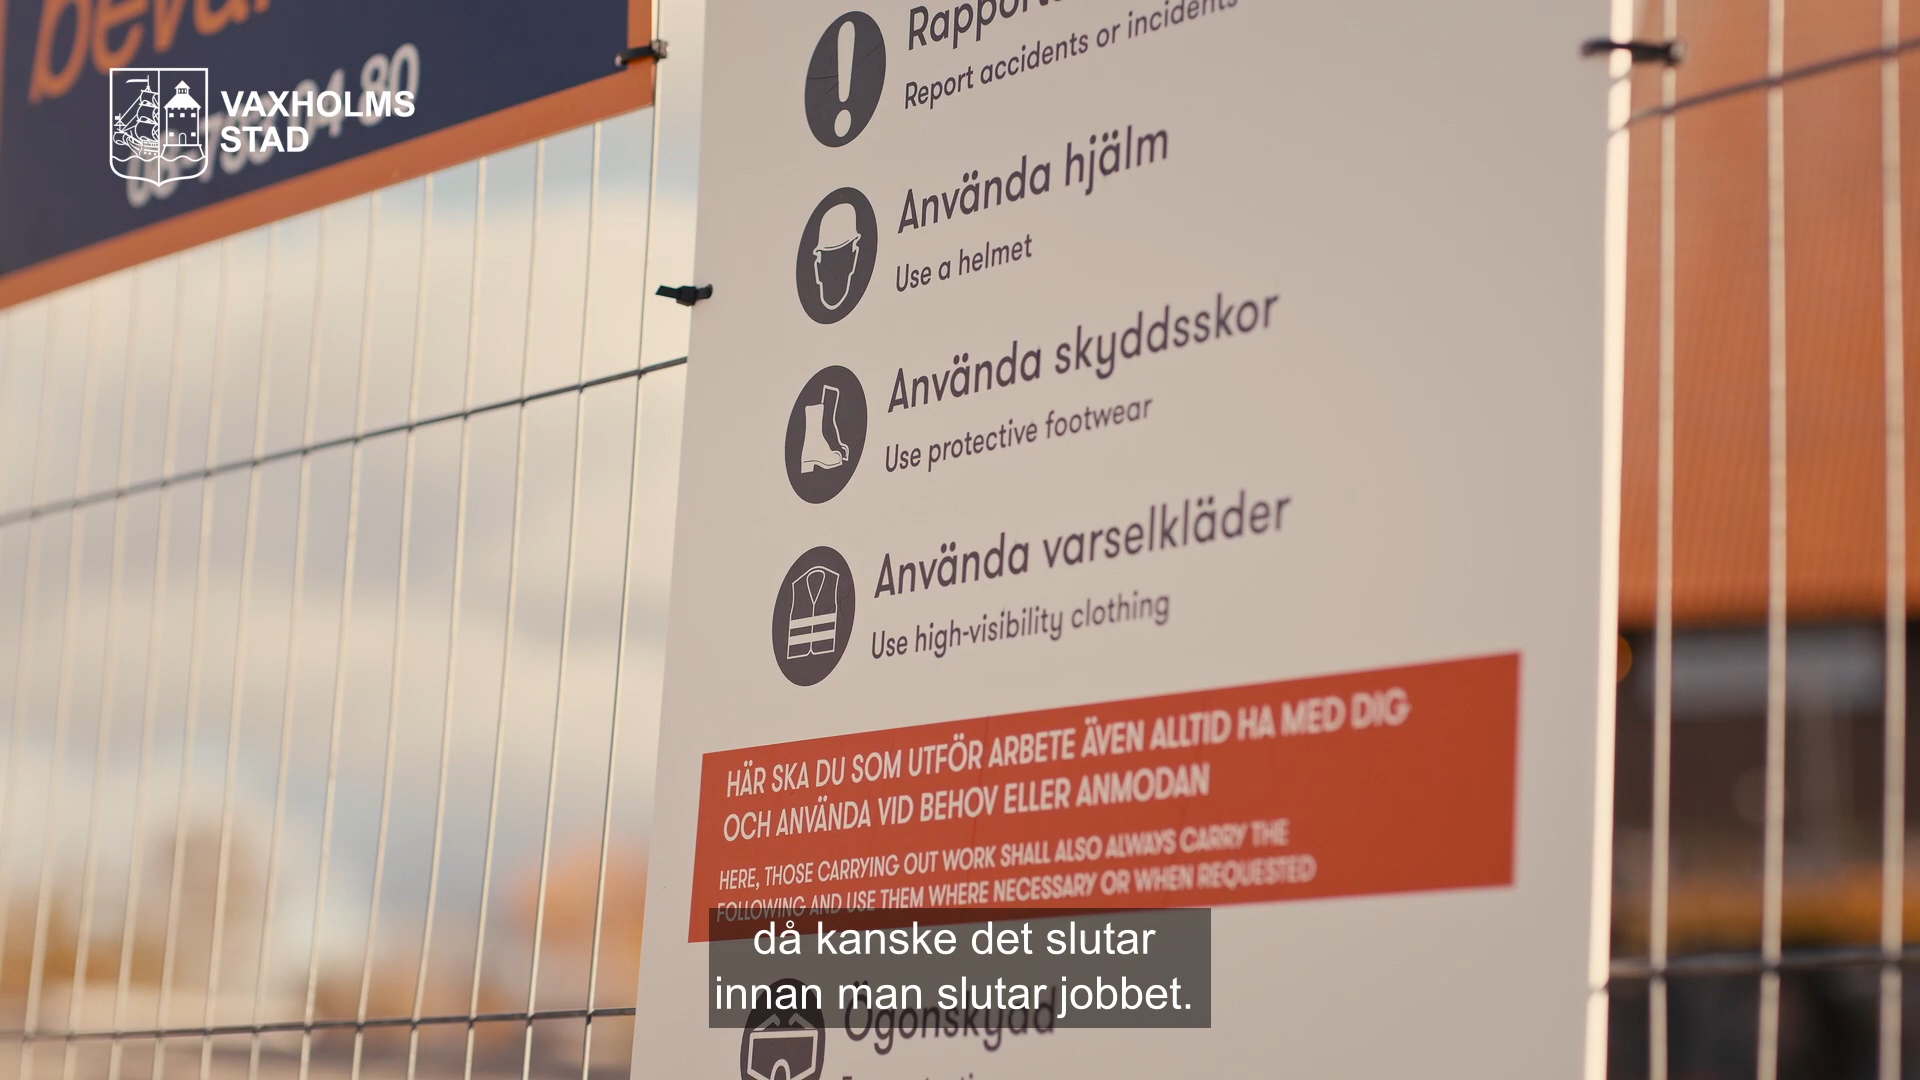 VAXHOLMS
STAD
Report accidents or incidents
Använda hjälm
Use a helmet
Använda skyddsskor
Use protective footwear
Använda varselkläder
Use high-visibility clothing
HÄR SKA DU SOM UTFÖR ARBETE ÄVEN ALLTID HA MED DIG
OCH ANVÄNDA VID BEHOV ELLER ANMODAN
HERE, THOSE CARRYING OUT WORK SHALL ALSO ALWAYS CARRY THE
FOLLOWING AND USE THEM WHERE NECESSARY OR WHEN REQUESTED
då kanske det slutar
innan man slutar jobbet.
Ögonskydd